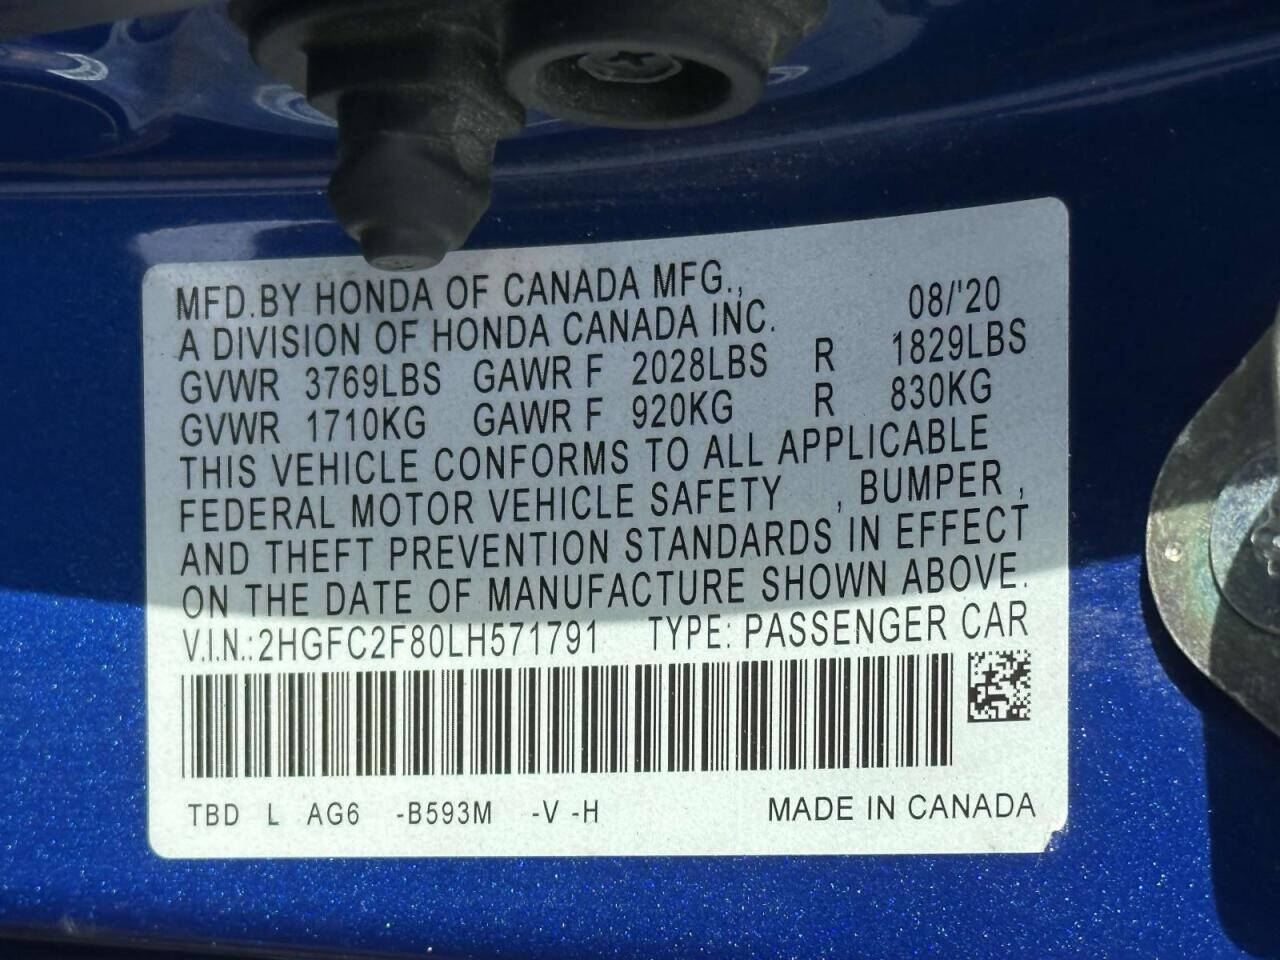 MFD.BY HONDA OF CANADA MFG., 08/'20
A DIVISION OF HONDA CANADA INC.
GVWR 3769LBS GAWR F 2028LBS R 1829LBS
GVWR 1710KG GAWR F 920KG R 830KG
THIS VEHICLE CONFORMS TO ALL APPLICABLE
FEDERAL MOTOR VEHICLE SAFETY , BUMPER ,
AND THEFT PREVENTION STANDARDS IN EFFECT
ON THE DATE OF MANUFACTURE SHOWN ABOVE.
V.I.N.:2HGFC2F80LH571791 TYPE: PASSENGER CAR
TBD L AG6 -B593M -V -H MADE IN CANADA